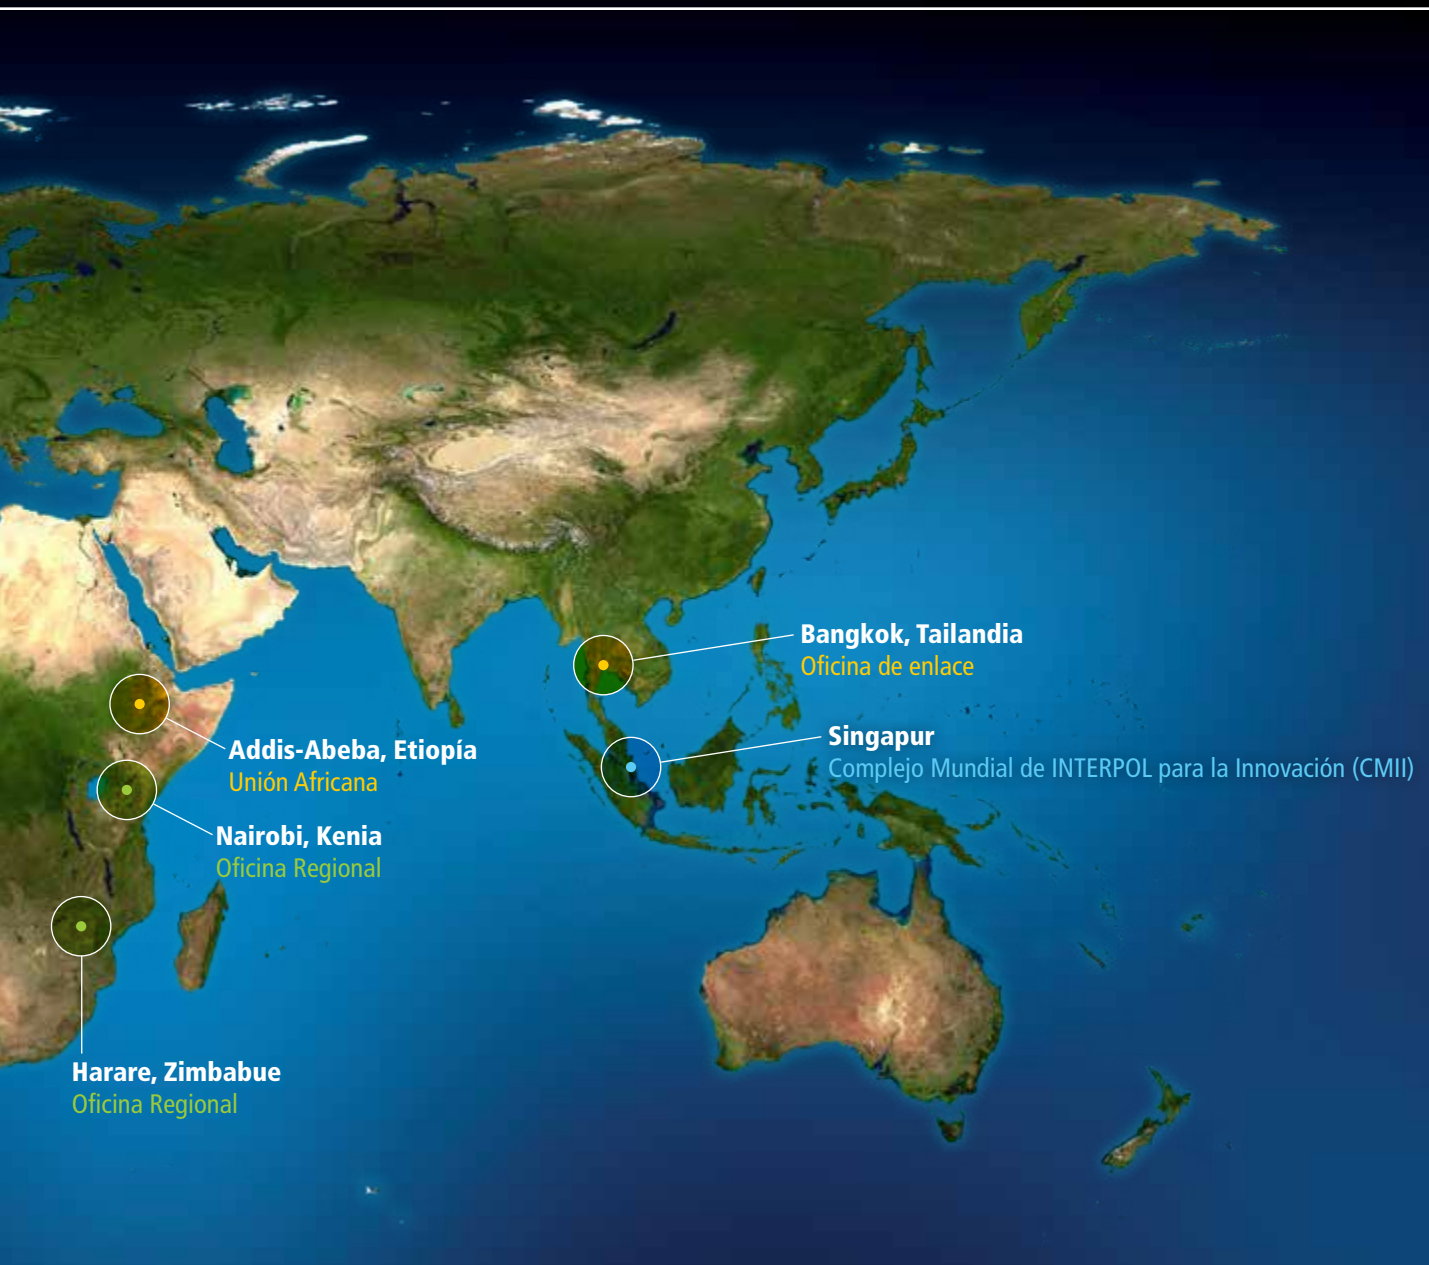 Bangkok, Tailandia
Oficina de enlace
Singapur
Complejo Mundial de INTERPOL para la Innovación (CMII)
Addis-Abeba, Etiopía
Unión Africana
Nairobi, Kenia
Oficina Regional
Harare, Zimbabue
Oficina Regional